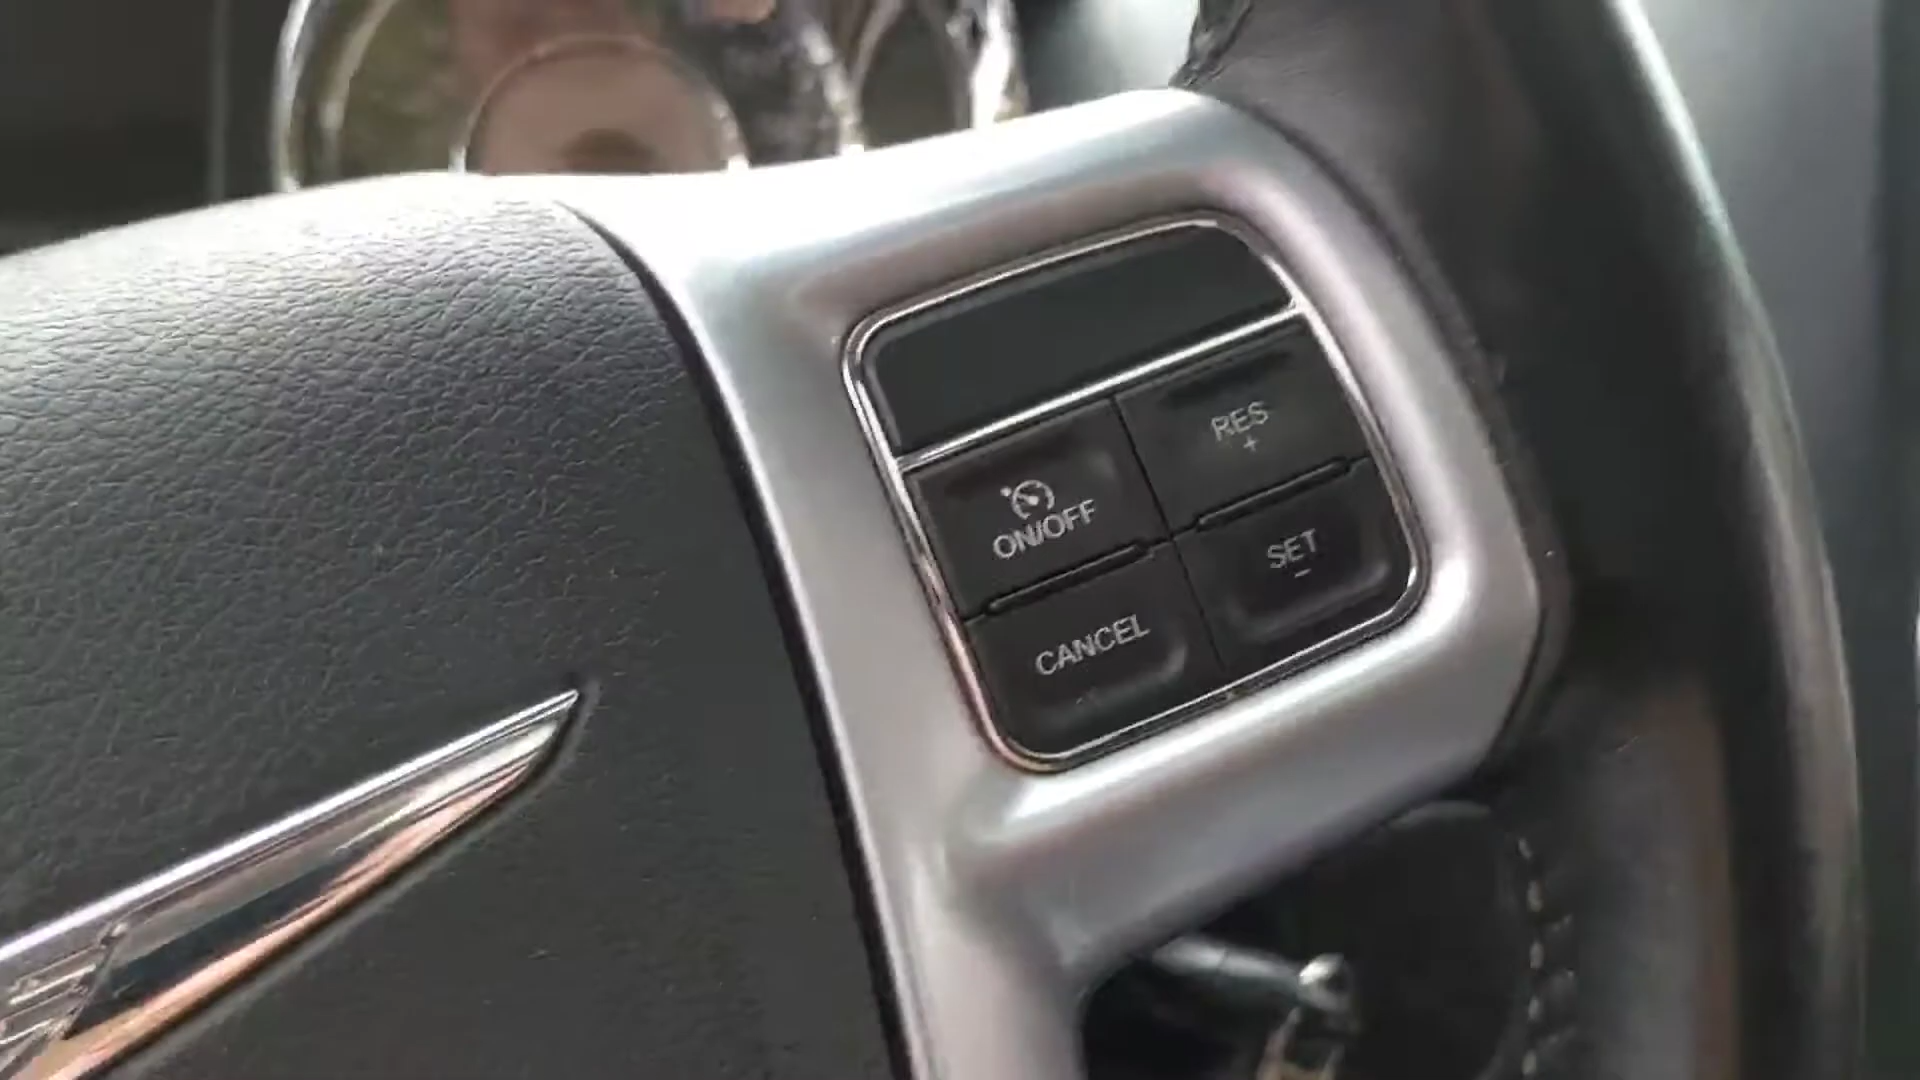 RES
+
ON/OFF
SET
−
CANCEL